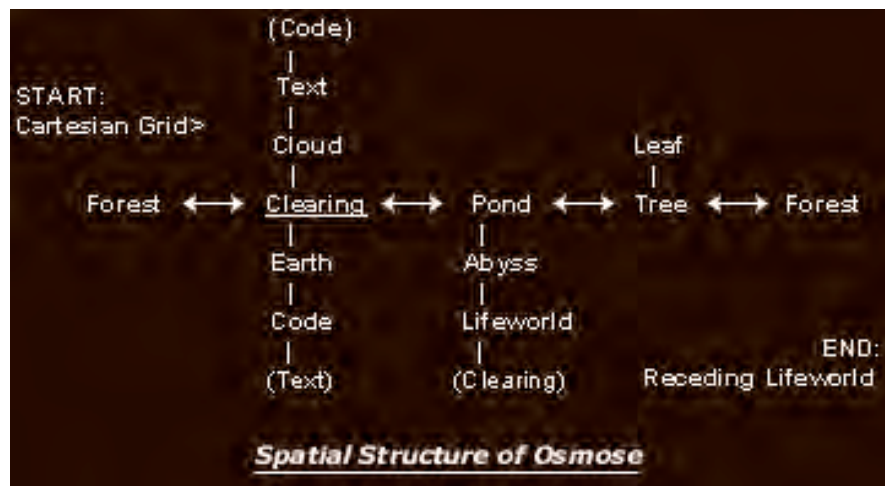 (Code)
Text
START:
Cartesian Grid>
Cloud
Leaf
Forest Clearing Pond Tree Forest
Earth
Abyss
Code
Lifeworld
END:
(Text)
(Clearing)
Receding Lifeworld
Spatial Structure of Osmose